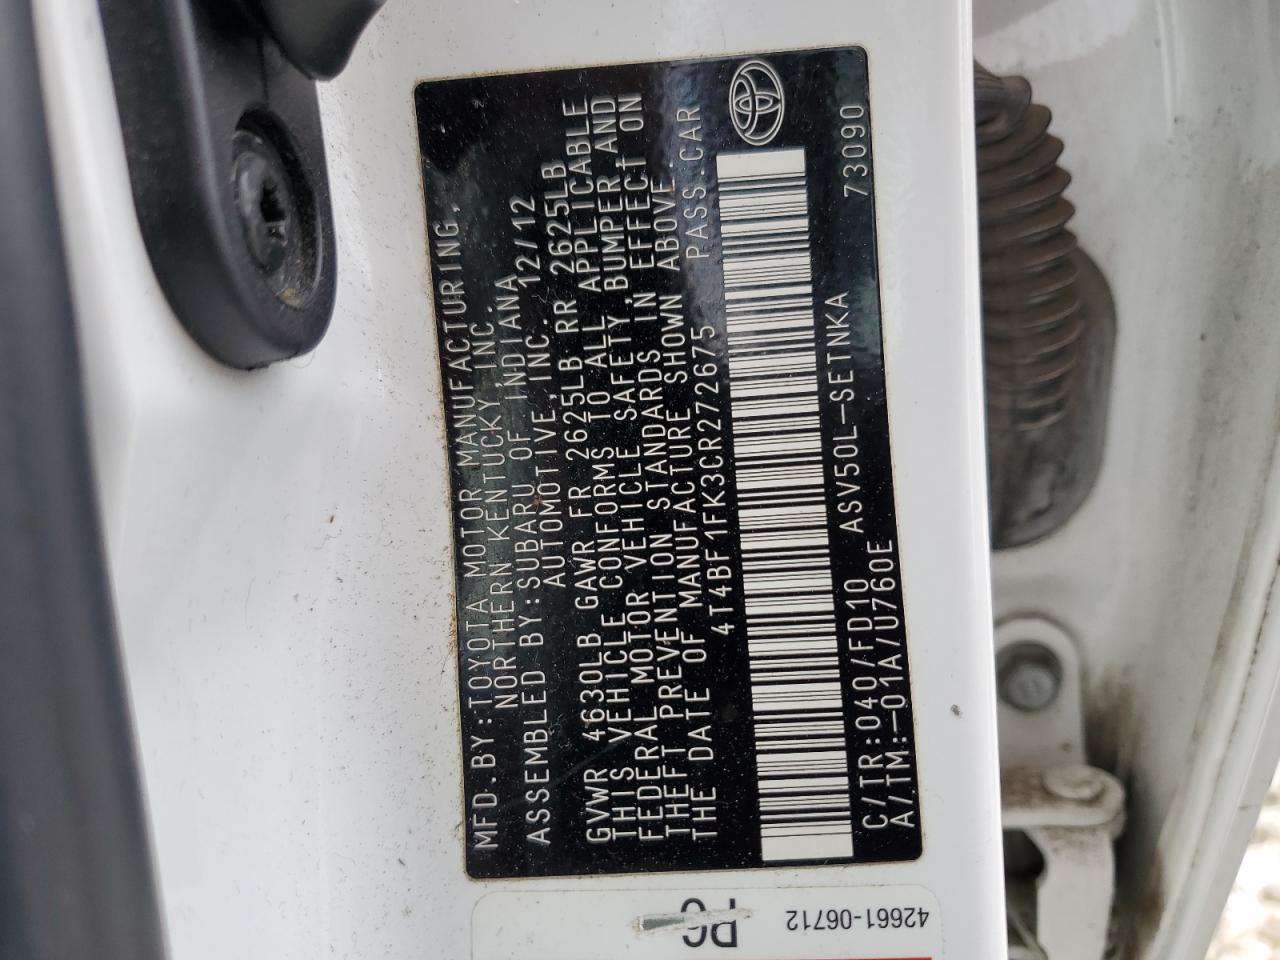 MFD.BY:TOYOTA MOTOR MANUFACTURING,
NORTHERN KENTUCKY,INC.
ASSEMBLED BY:SUBARU OF INDIANA
AUTOMOTIVE,INC. 12/12
GVWR 4630LB GAWR FR 2625LB RR 2625LB
THIS VEHICLE CONFORMS TO ALL APPLICABLE
FEDERAL MOTOR VEHICLE SAFETY,BUMPER AND
THEFT PREVENTION STANDARDS IN EFFECT ON
THE DATE OF MANUFACTURE SHOWN ABOVE.
4T4BF1FK3CR272675 PASS.CAR
C/TR:040/FD10 ASV50L-SETNKA 73090
A/TM:-01A/U760E
42661-06712